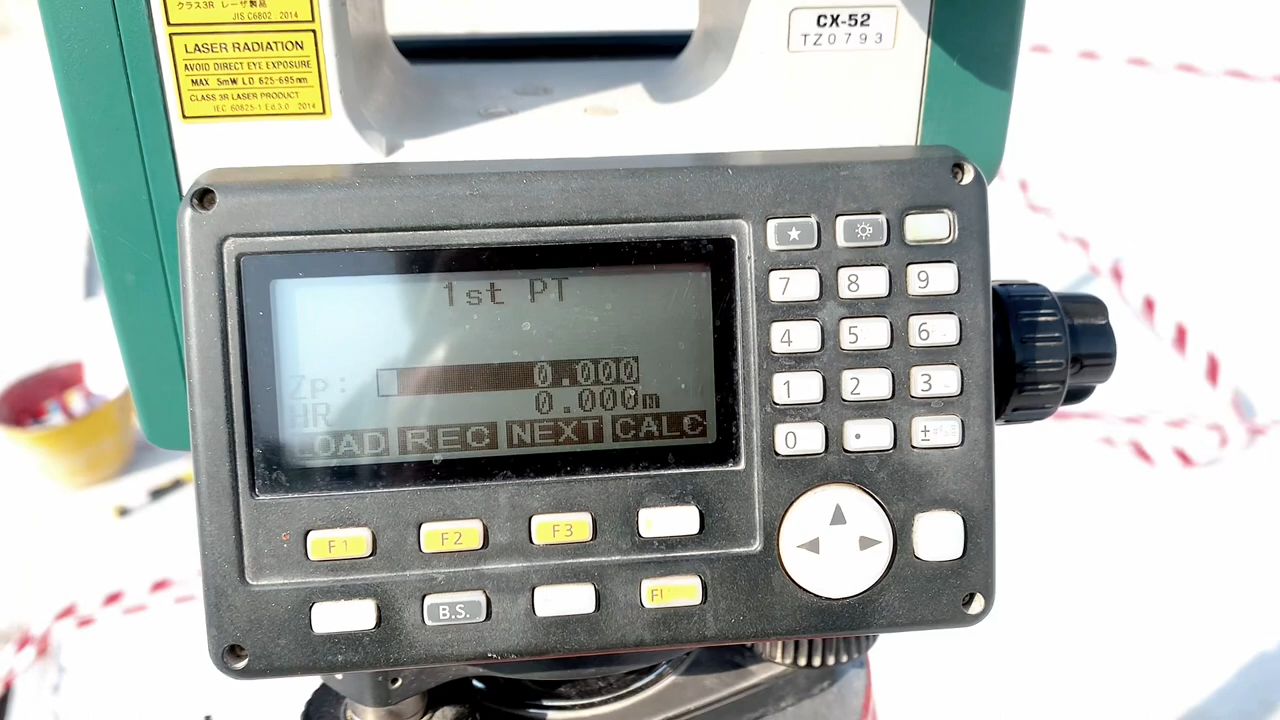 クラス3R レーザ製品
JIS C6802 2014
LASER RADIATION
AVOID DIRECT EYE EXPOSURE
MAX 5mW LD 625-695nm
CLASS 3R LASER PRODUCT
IEC 60825-1 Ed.3.0 2014
CX-52
TZ0793
1st PT
Zp: 0.000
HR 0.000m
LOAD REC NEXT CALC
7 8 9
4 5 6
1 2 3
0 . ±
F1 F2 F3
B.S.